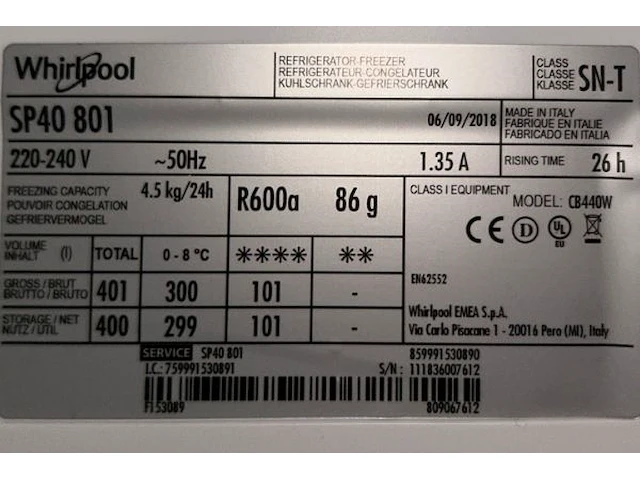 Whirlpool
REFRIGERATOR-FREEZER
REFRIGERATEUR-CONGELATEUR
KUHLSCHRANK-GEFRIERSCHRANK
CLASS
CLASSE
KLASSE
SN-T
SP40 801
06/09/2018
MADE IN ITALY
FABRIQUE EN ITALIE
FABRICADO EN ITALIA
220-240 V ~50Hz 1.35 A
RISING TIME 26 h
FREEZING CAPACITY
POUVOIR CONGELATION
GEFRIERVERMOGEL
4.5 kg/24h
R600a 86 g
CLASS I EQUIPMENT
MODEL: CB440W
CE D UL EU
VOLUME
INHALT (l)
TOTAL 0 - 8 °C **** **
EN62552
GROSS / BRUT
BRUTTO / BRUTO
401 300 101 -
STORAGE / NET
NUTZ / UTIL
400 299 101 -
Whirlpool EMEA S.p.A.
Via Carlo Pisacane 1 - 20016 Pero (MI), Italy
SERVICE SP40 801 859991530890
I.C.: 759991530891 S/N: 111836007612
F153089 809067612